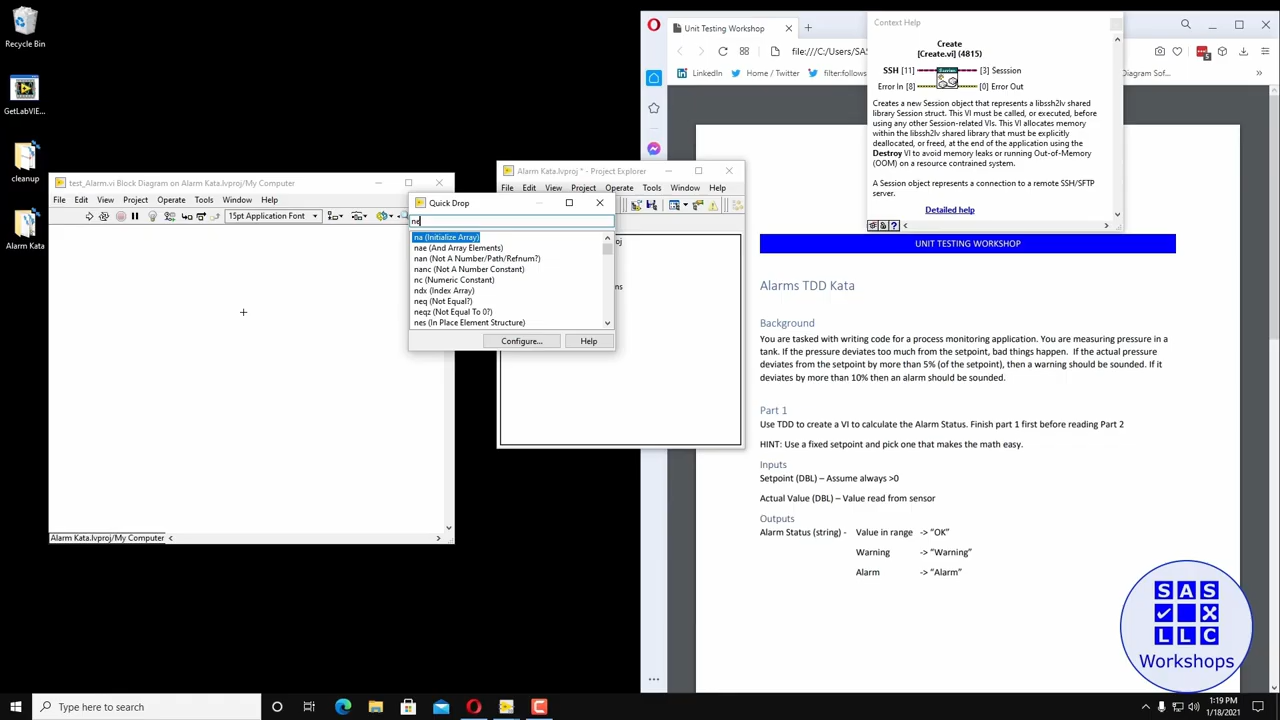 Recycle Bin
GetLabVIE...
cleanup
Alarm Kata
test_Alarm.vi Block Diagram on Alarm Kata.lvproj/My Computer
File Edit View Project Operate Tools Window Help
15pt Application Font
Alarm Kata.lvproj/My Computer
Quick Drop
ne
na (Initialize Array)
nae (And Array Elements)
nan (Not A Number/Path/Refnum?)
nanc (Not A Number Constant)
nc (Numeric Constant)
ndx (Index Array)
neq (Not Equal?)
neqz (Not Equal To 0?)
nes (In Place Element Structure)
Configure...
Help
Alarm Kata.lvproj * - Project Explorer
File Edit View Project Operate Tools Window Help
Unit Testing Workshop
file:///C:/Users/SAS
LinkedIn
Home / Twitter
filter:follows
Diagram Sof...
Context Help
Create
[Create.vi] (4815)
SSH [11]
[3] Sesssion
Error In [8]
[0] Error Out
Creates a new Session object that represents a libssh2lv shared
library Session struct. This VI must be called, or executed, before
using any other Session-related VIs. This VI allocates memory
within the libssh2lv shared library that must be explicitly
deallocated, or freed, at the end of the application using the
Destroy VI to avoid memory leaks or running Out-of-Memory
(OOM) on a resource contrained system.
A Session object represents a connection to a remote SSH/SFTP
server.
Detailed help
UNIT TESTING WORKSHOP
Alarms TDD Kata
Background
You are tasked with writing code for a process monitoring application. You are measuring pressure in a
tank. If the pressure deviates too much from the setpoint, bad things happen. If the actual pressure
deviates from the setpoint by more than 5% (of the setpoint), then a warning should be sounded. If it
deviates by more than 10% then an alarm should be sounded.
Part 1
Use TDD to create a VI to calculate the Alarm Status. Finish part 1 first before reading Part 2
HINT: Use a fixed setpoint and pick one that makes the math easy.
Inputs
Setpoint (DBL) – Assume always >0
Actual Value (DBL) – Value read from sensor
Outputs
Alarm Status (string) - Value in range -> “OK”
Warning -> “Warning”
Alarm -> “Alarm”
SAS
LLC
Workshops
Type here to search
1:19 PM
1/18/2021